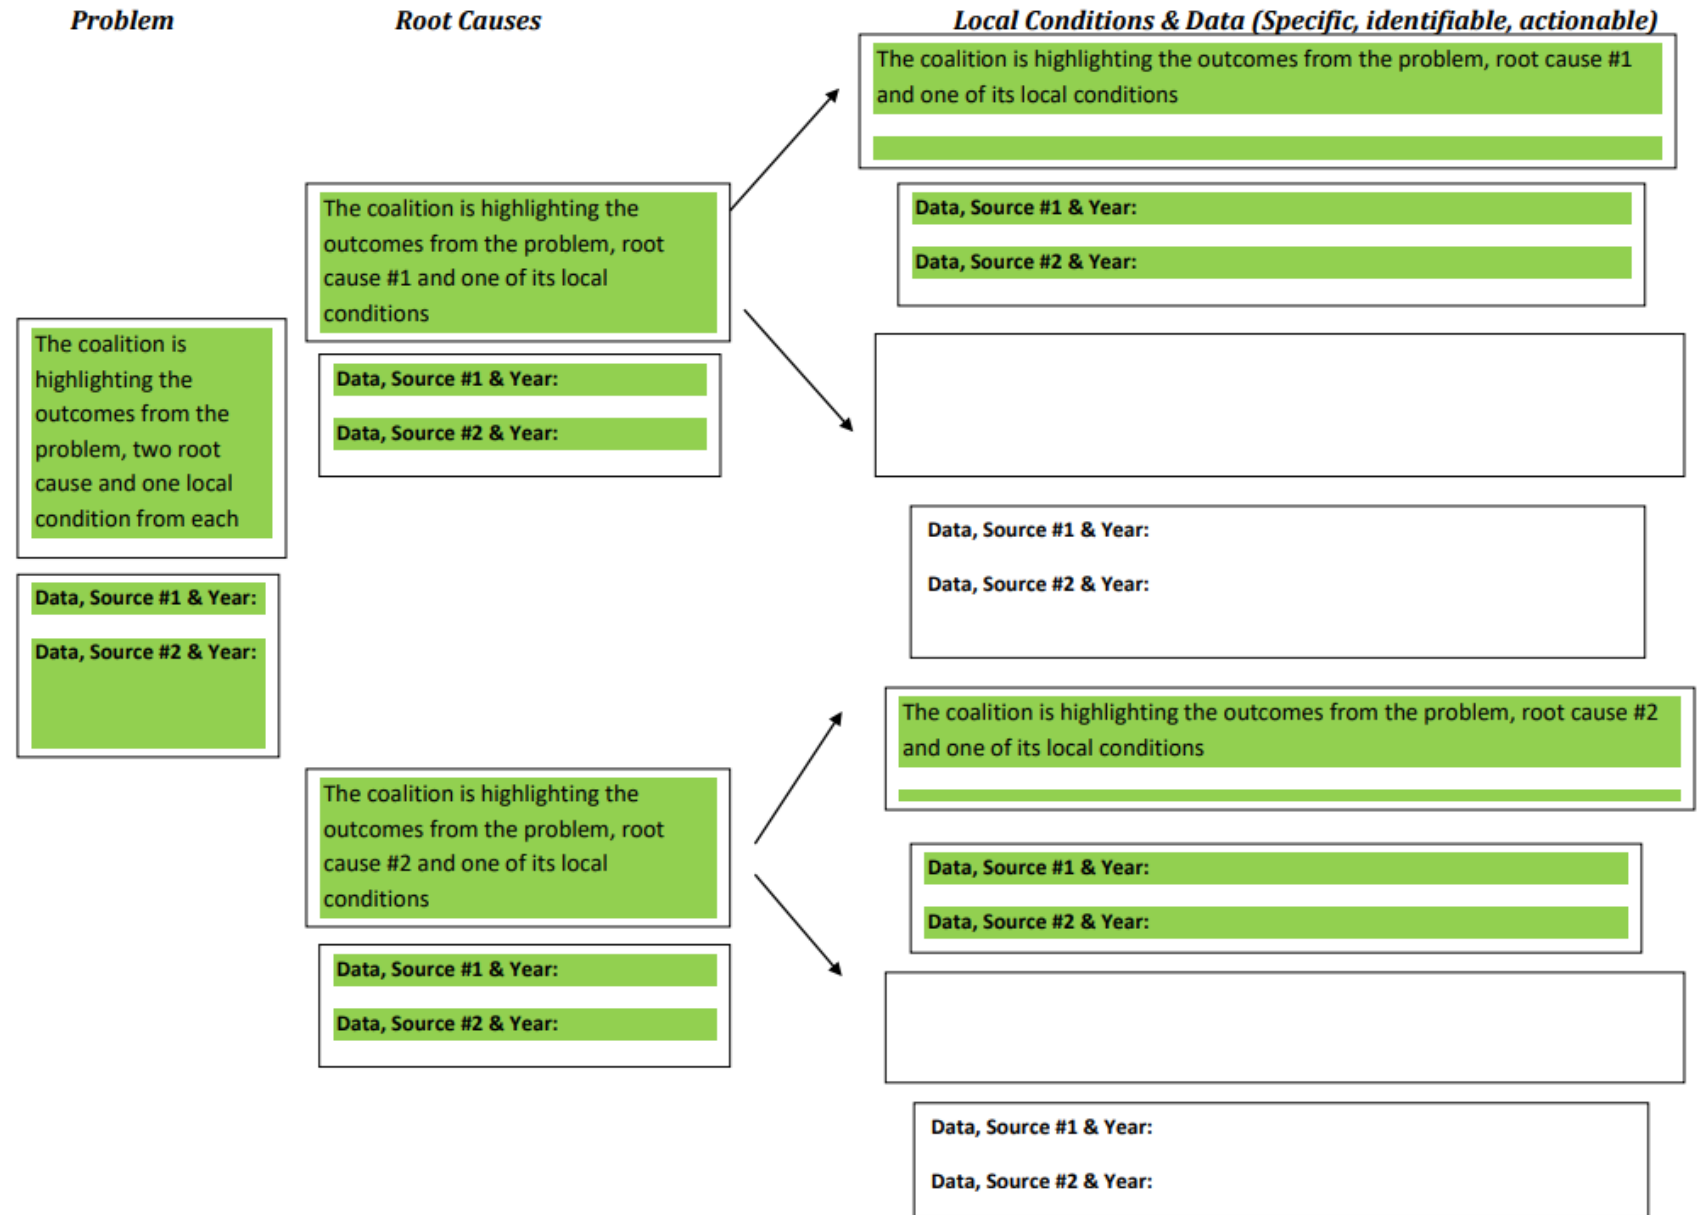 Problem
Root Causes
Local Conditions & Data (Specific, identifiable, actionable)
The coalition is highlighting the outcomes from the problem, root cause #1
and one of its local conditions
Data, Source #1 & Year:
Data, Source #2 & Year:
The coalition is highlighting the
outcomes from the problem, root
cause #1 and one of its local
conditions
Data, Source #1 & Year:
Data, Source #2 & Year:
The coalition is
highlighting the
outcomes from the
problem, two root
cause and one local
condition from each
Data, Source #1 & Year:
Data, Source #2 & Year:
Data, Source #1 & Year:
Data, Source #2 & Year:
The coalition is highlighting the outcomes from the problem, root cause #2
and one of its local conditions
The coalition is highlighting the
outcomes from the problem, root
cause #2 and one of its local
conditions
Data, Source #1 & Year:
Data, Source #2 & Year:
Data, Source #1 & Year:
Data, Source #2 & Year:
Data, Source #1 & Year:
Data, Source #2 & Year: